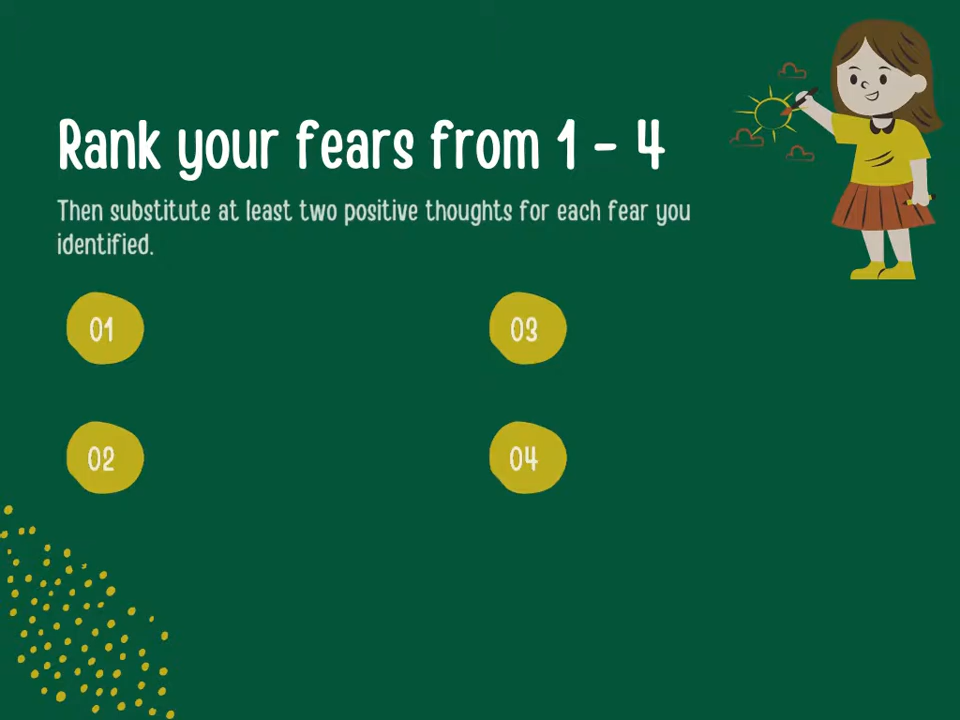 Rank your fears from 1 - 4
Then substitute at least two positive thoughts for each fear you
identified.
01
02
03
04